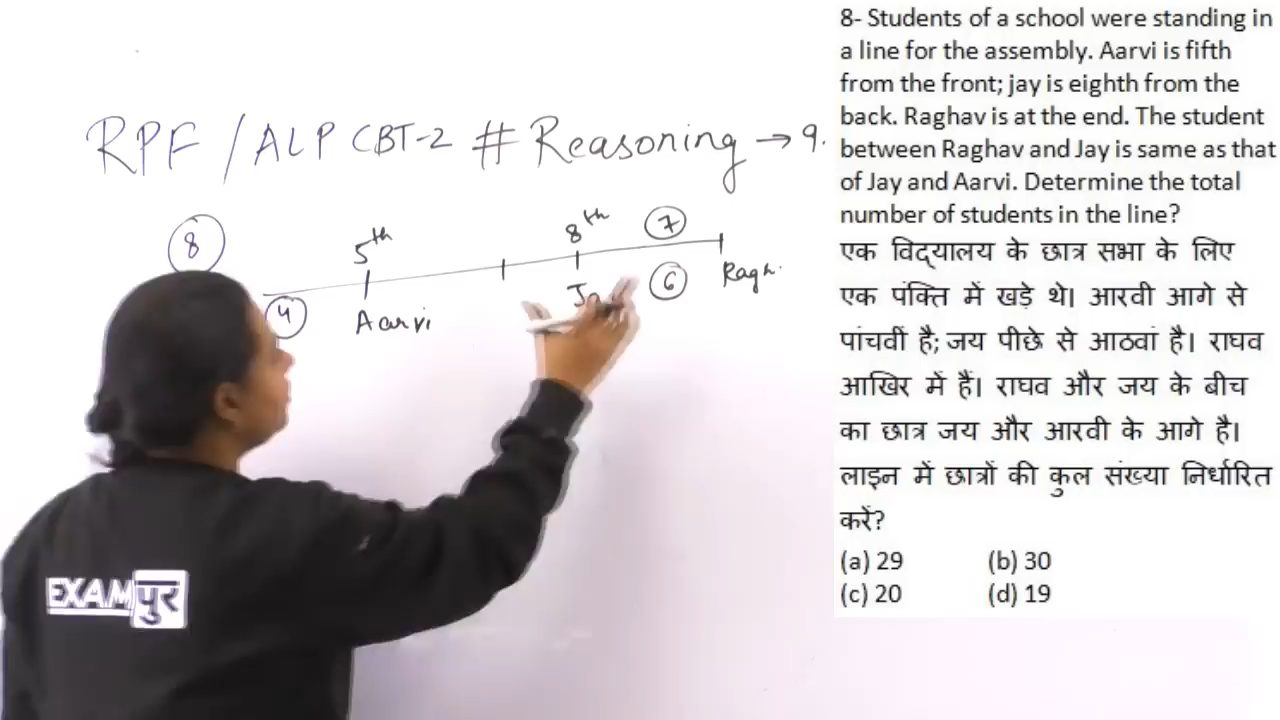 RPF / ALP CBT-2 # Reasoning → 9.
8
5th
8th
7
4
Aarvi
6
Ragh.
EXAMपुर
8- Students of a school were standing in
a line for the assembly. Aarvi is fifth
from the front; jay is eighth from the
back. Raghav is at the end. The student
between Raghav and Jay is same as that
of Jay and Aarvi. Determine the total
number of students in the line?
एक विद्यालय के छात्र सभा के लिए
एक पंक्ति में खड़े थे। आरवी आगे से
पांचवीं है; जय पीछे से आठवां है। राघव
आखिर में हैं। राघव और जय के बीच
का छात्र जय और आरवी के आगे है।
लाइन में छात्रों की कुल संख्या निर्धारित
करें?
(a) 29 (b) 30
(c) 20 (d) 19